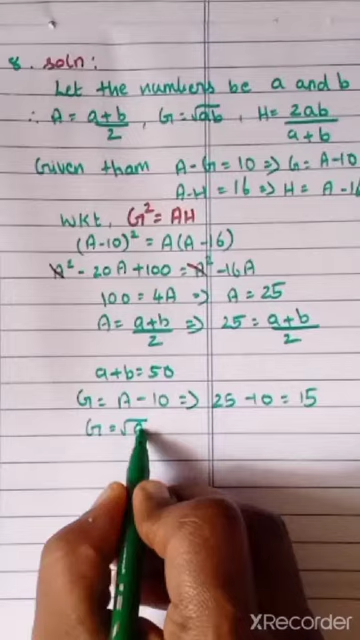 8. soln:
Let the numbers be a and b
∴ A = a+b/2, G = √ab, H = 2ab/a+b
Given tham A-G = 10 => G = A-10
A-H = 16 => H = A-16
WKT, G² = AH
(A-10)² = A(A-16)
A² - 20A + 100 = A² - 16A
100 = 4A => A = 25
A = a+b/2 => 25 = a+b/2
a+b = 50
G = A - 10 => 25 - 10 = 15
G = √a
XRecorder